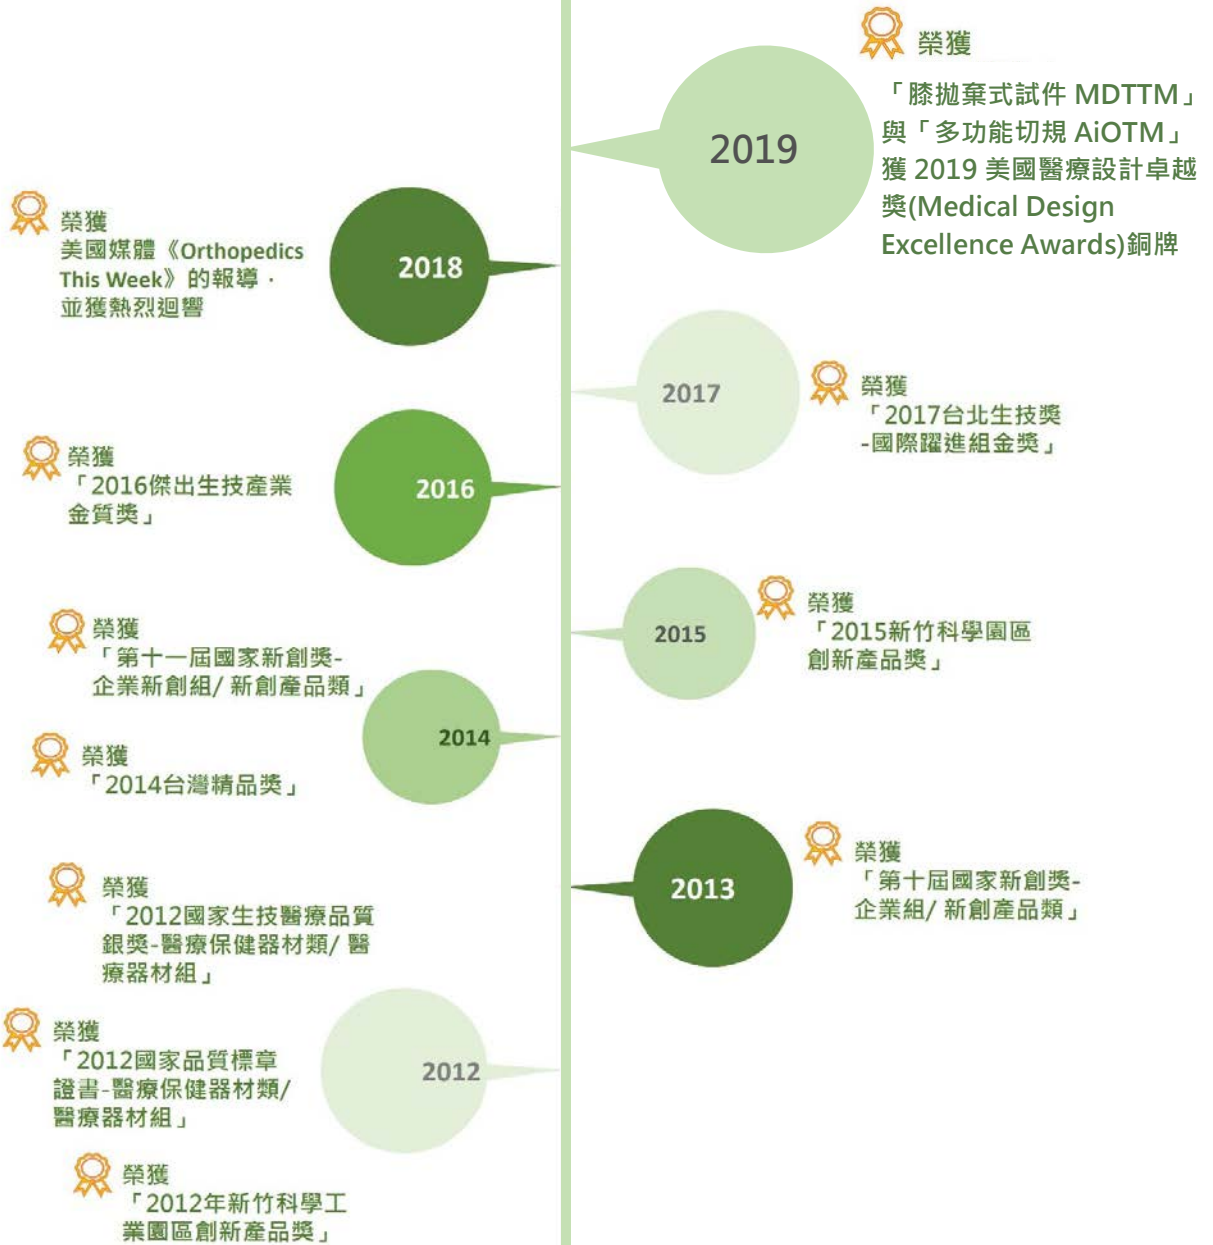 榮獲
「膝拋棄式試件 MDTTM」
與「多功能切規 AiOTM」
獲 2019 美國醫療設計卓越
獎(Medical Design
Excellence Awards)銅牌
2019
榮獲
美國媒體《Orthopedics
This Week》的報導，
並獲熱烈迴響
2018
2017
榮獲
「2017台北生技獎
-國際躍進組金獎」
榮獲
「2016傑出生技產業
金質獎」
2016
2015
榮獲
「2015新竹科學園區
創新產品獎」
榮獲
「第十一屆國家新創獎-
企業新創組/ 新創產品類」
2014
榮獲
「2014台灣精品獎」
2013
榮獲
「第十屆國家新創獎-
企業組/ 新創產品類」
榮獲
「2012國家生技醫療品質
銀獎-醫療保健器材類/ 醫
療器材組」
榮獲
「2012國家品質標章
證書-醫療保健器材類/
醫療器材組」
2012
榮獲
「2012年新竹科學工
業園區創新產品獎」